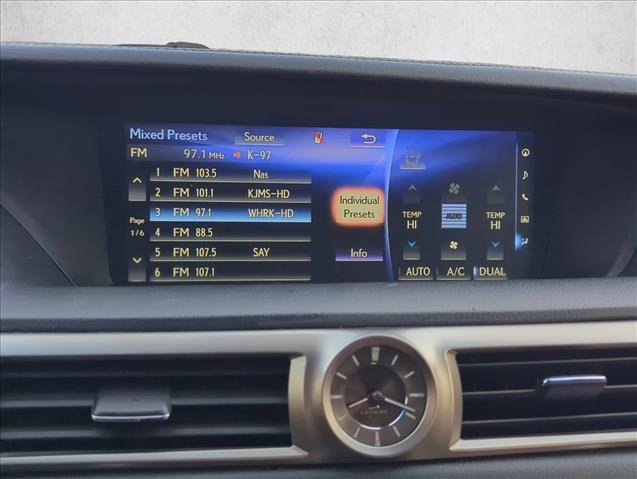 Mixed Presets Source
FM 97.1 MHz K-97
1 FM 103.5 Nas
2 FM 101.1 KJMS-HD
3 FM 97.1 WHRK-HD
4 FM 88.5
5 FM 107.5 SAY
6 FM 107.1
Page
1/6
Individual
Presets
Info
TEMP
HI
AUTO
TEMP
HI
AUTO A/C DUAL
LEXUS